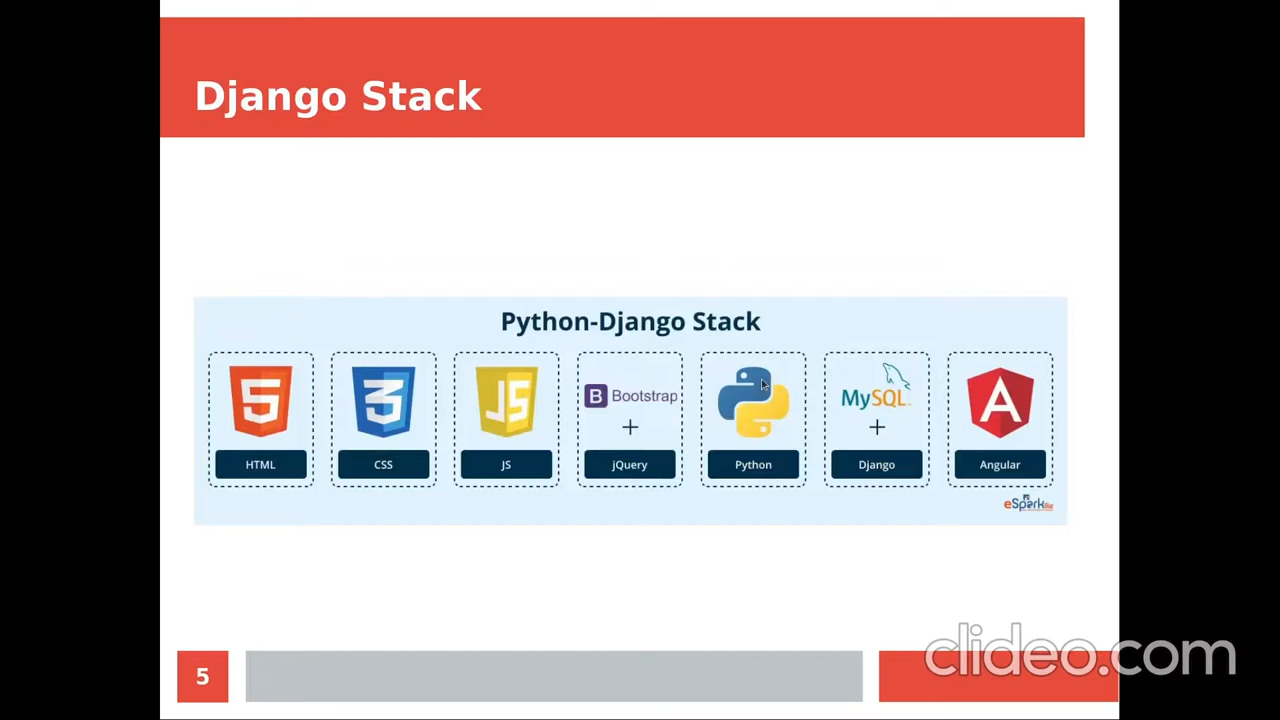 Django Stack
Python-Django Stack
5 3 JS B Bootstrap MySQL A
+ +
HTML CSS JS jQuery Python Django Angular
eSpark
5
clideo.com